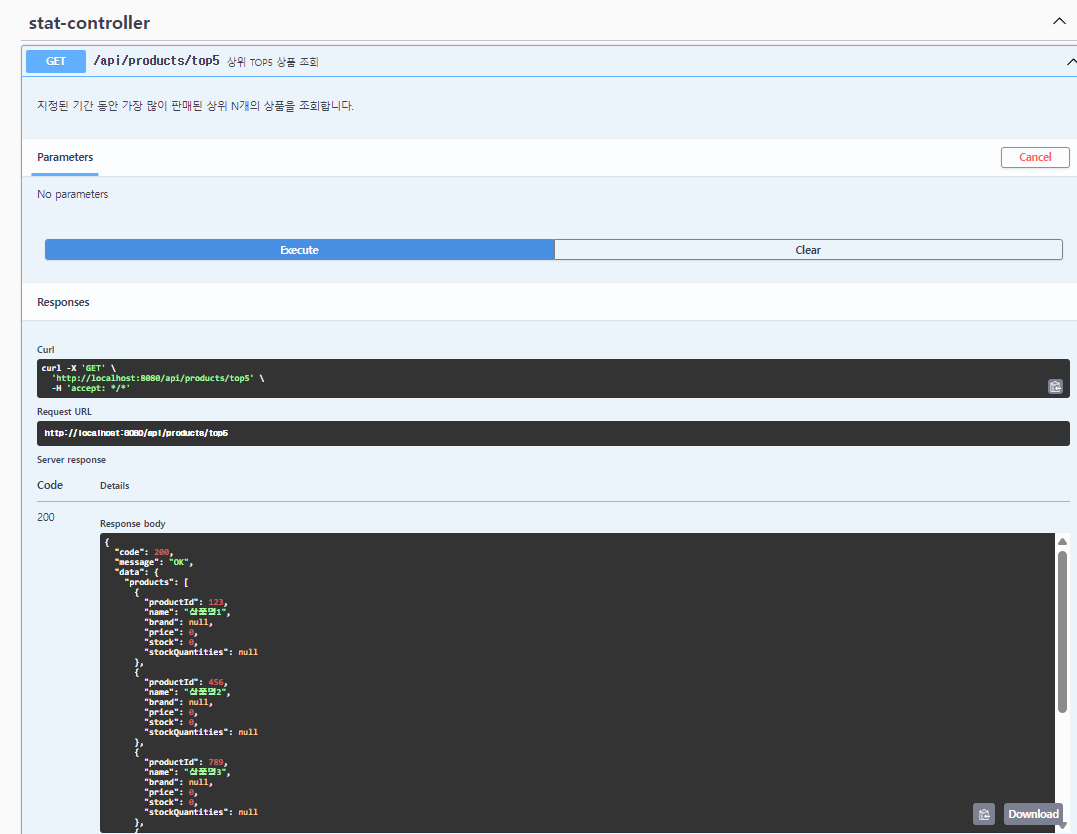 stat-controller
GET /api/products/top5 상위 TOP5 상품 조회
지정된 기간 동안 가장 많이 판매된 상위 N개의 상품을 조회합니다.
Parameters
Cancel
No parameters
Execute
Clear
Responses
Curl
curl -X 'GET' \
'http://localhost:8080/api/products/top5' \
-H 'accept: */*'
Request URL
http://localhost:8080/api/products/top5
Server response
Code Details
200
Response body
{
"code": 200,
"message": "OK",
"data": {
"products": [
{
"productId": 123,
"name": "상품명1",
"brand": null,
"price": 0,
"stock": 0,
"stockQuantities": null
},
{
"productId": 456,
"name": "상품명2",
"brand": null,
"price": 0,
"stock": 0,
"stockQuantities": null
},
{
"productId": 789,
"name": "상품명3",
"brand": null,
"price": 0,
"stock": 0,
"stockQuantities": null
},
{
Download